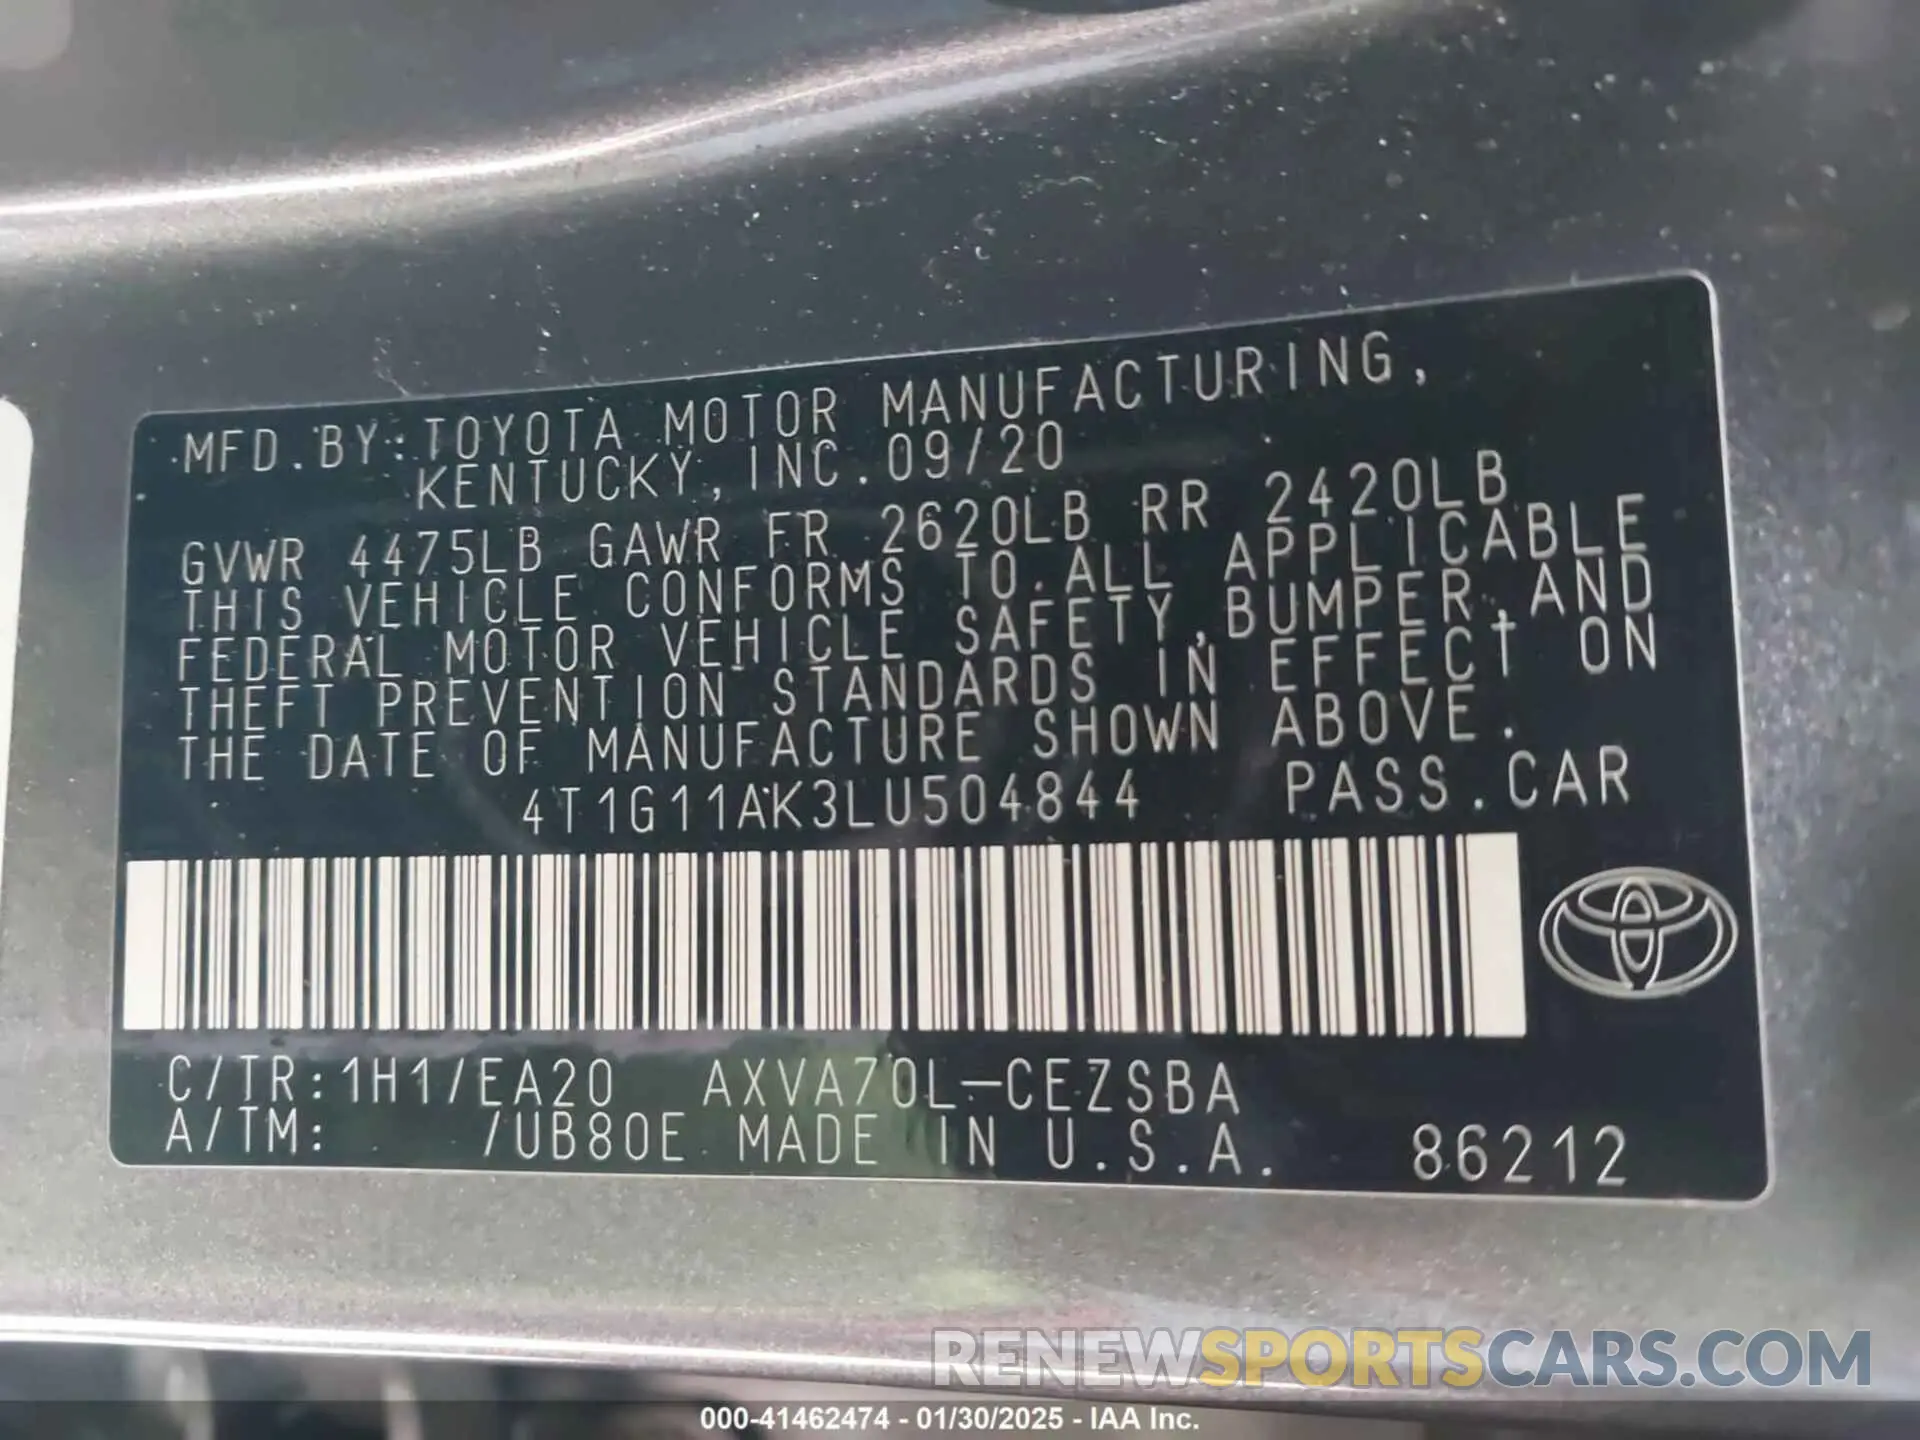 MFD.BY:TOYOTA MOTOR MANUFACTURING,
KENTUCKY, INC.09/20
GVWR 4475LB GAWR FR 2620LB RR 2420LB
THIS VEHICLE CONFORMS TO ALL APPLICABLE
FEDERAL MOTOR VEHICLE SAFETY,BUMPER,AND
THEFT PREVENTION STANDARDS IN EFFECT ON
THE DATE OF MANUFACTURE SHOWN ABOVE.
4T1G11AK3LU504844 PASS.CAR
C/TR:1H1/EA20 AXVA70L-CEZSBA
A/TM: /UB80E MADE IN U.S.A. 86212
RENEWSPORTSCARS.COM
000-41462474 - 01/30/2025 - IAA Inc.